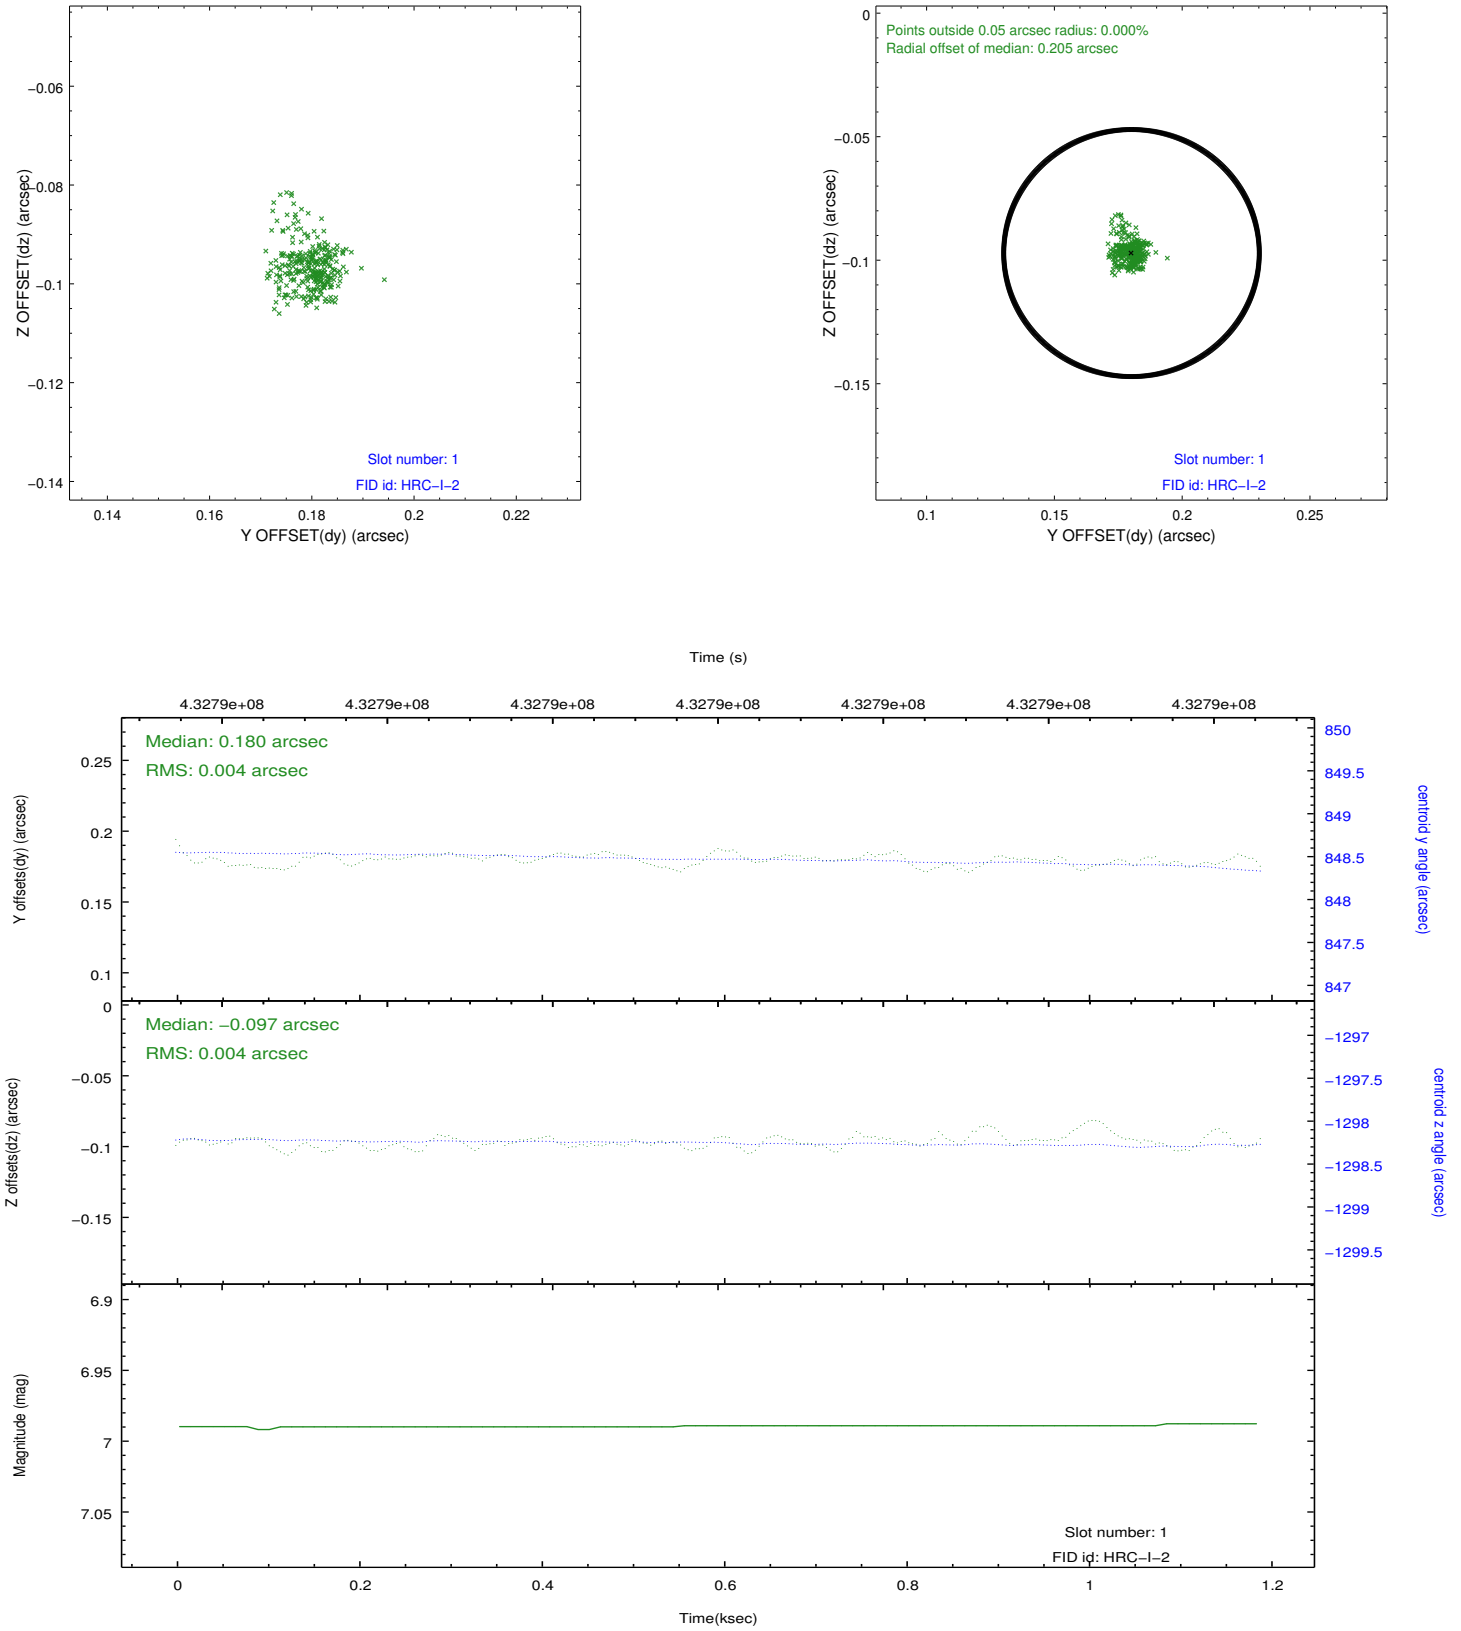 −0.06
−0.08
−0.1
−0.12
−0.14
Z OFFSET(dz) (arcsec)
Slot number: 1
FID id: HRC−I−2
0.14 0.16 0.18 0.2 0.22
Y OFFSET(dy) (arcsec)
Points outside 0.05 arcsec radius: 0.000%
Radial offset of median: 0.205 arcsec
0
−0.05
−0.1
−0.15
Z OFFSET(dz) (arcsec)
Slot number: 1
FID id: HRC−I−2
0.1 0.15 0.2 0.25
Y OFFSET(dy) (arcsec)
Time (s)
4.3279e+08 4.3279e+08 4.3279e+08 4.3279e+08 4.3279e+08 4.3279e+08 4.3279e+08
Median: 0.180 arcsec
RMS: 0.004 arcsec
0.25
0.2
0.15
0.1
Y offsets(dy) (arcsec)
850
849.5
849
848.5
848
847.5
847
centroid y angle (arcsec)
Median: −0.097 arcsec
RMS: 0.004 arcsec
0
−0.05
−0.1
−0.15
Z offsets(dz) (arcsec)
−1297
−1297.5
−1298
−1298.5
−1299
−1299.5
centroid z angle (arcsec)
6.9
6.95
7
7.05
Magnitude (mag)
Slot number: 1
FID id: HRC−I−2
0 0.2 0.4 0.6 0.8 1 1.2
Time(ksec)